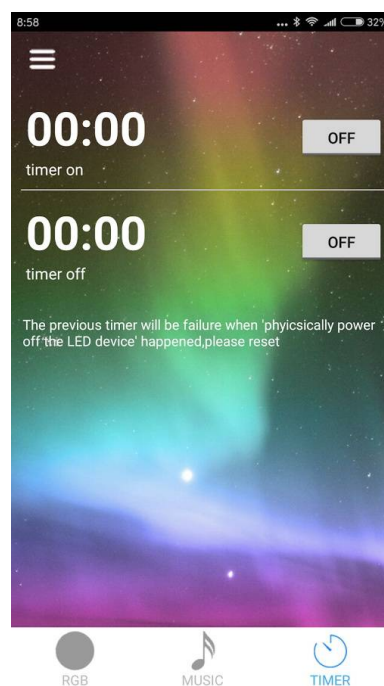 8:58
32%
00:00
OFF
timer on
00:00
OFF
timer off
The previous timer will be failure when 'phyicsically power
off the LED device' happened,please reset
RGB
MUSIC
TIMER